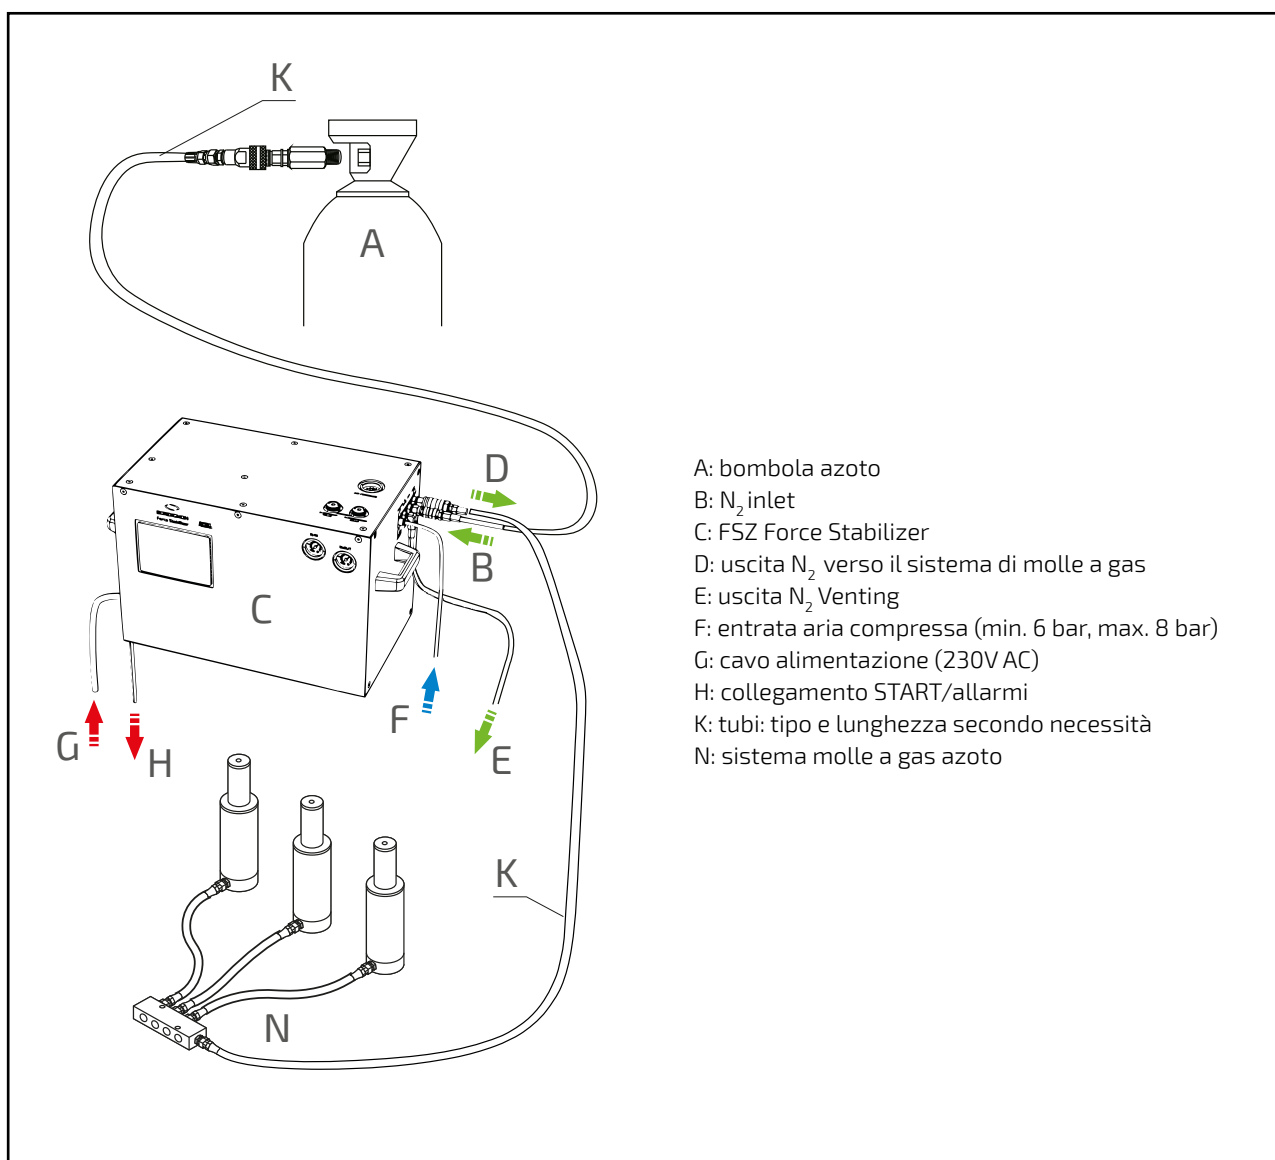 K
A
D
B
C
F
E
G
H
K
N
A: bombola azoto
B: N₂ inlet
C: FSZ Force Stabilizer
D: uscita N₂ verso il sistema di molle a gas
E: uscita N₂ Venting
F: entrata aria compressa (min. 6 bar, max. 8 bar)
G: cavo alimentazione (230V AC)
H: collegamento START/allarmi
K: tubi: tipo e lunghezza secondo necessità
N: sistema molle a gas azoto
Force Stabilizer